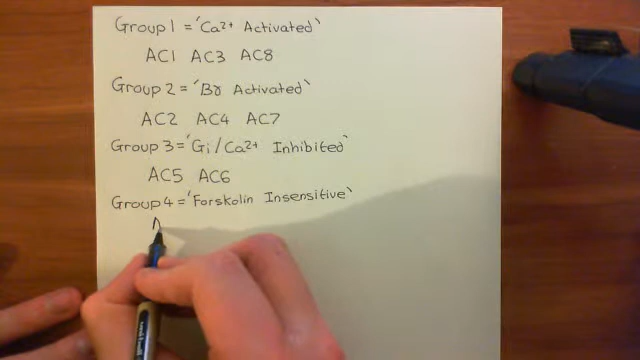 Group 1 = 'Ca²⁺ Activated'
AC1 AC3 AC8
Group 2 = 'βγ Activated'
AC2 AC4 AC7
Group 3 = 'Gi/Ca²⁺ Inhibited'
AC5 AC6
Group 4 = 'Forskolin Insensitive'